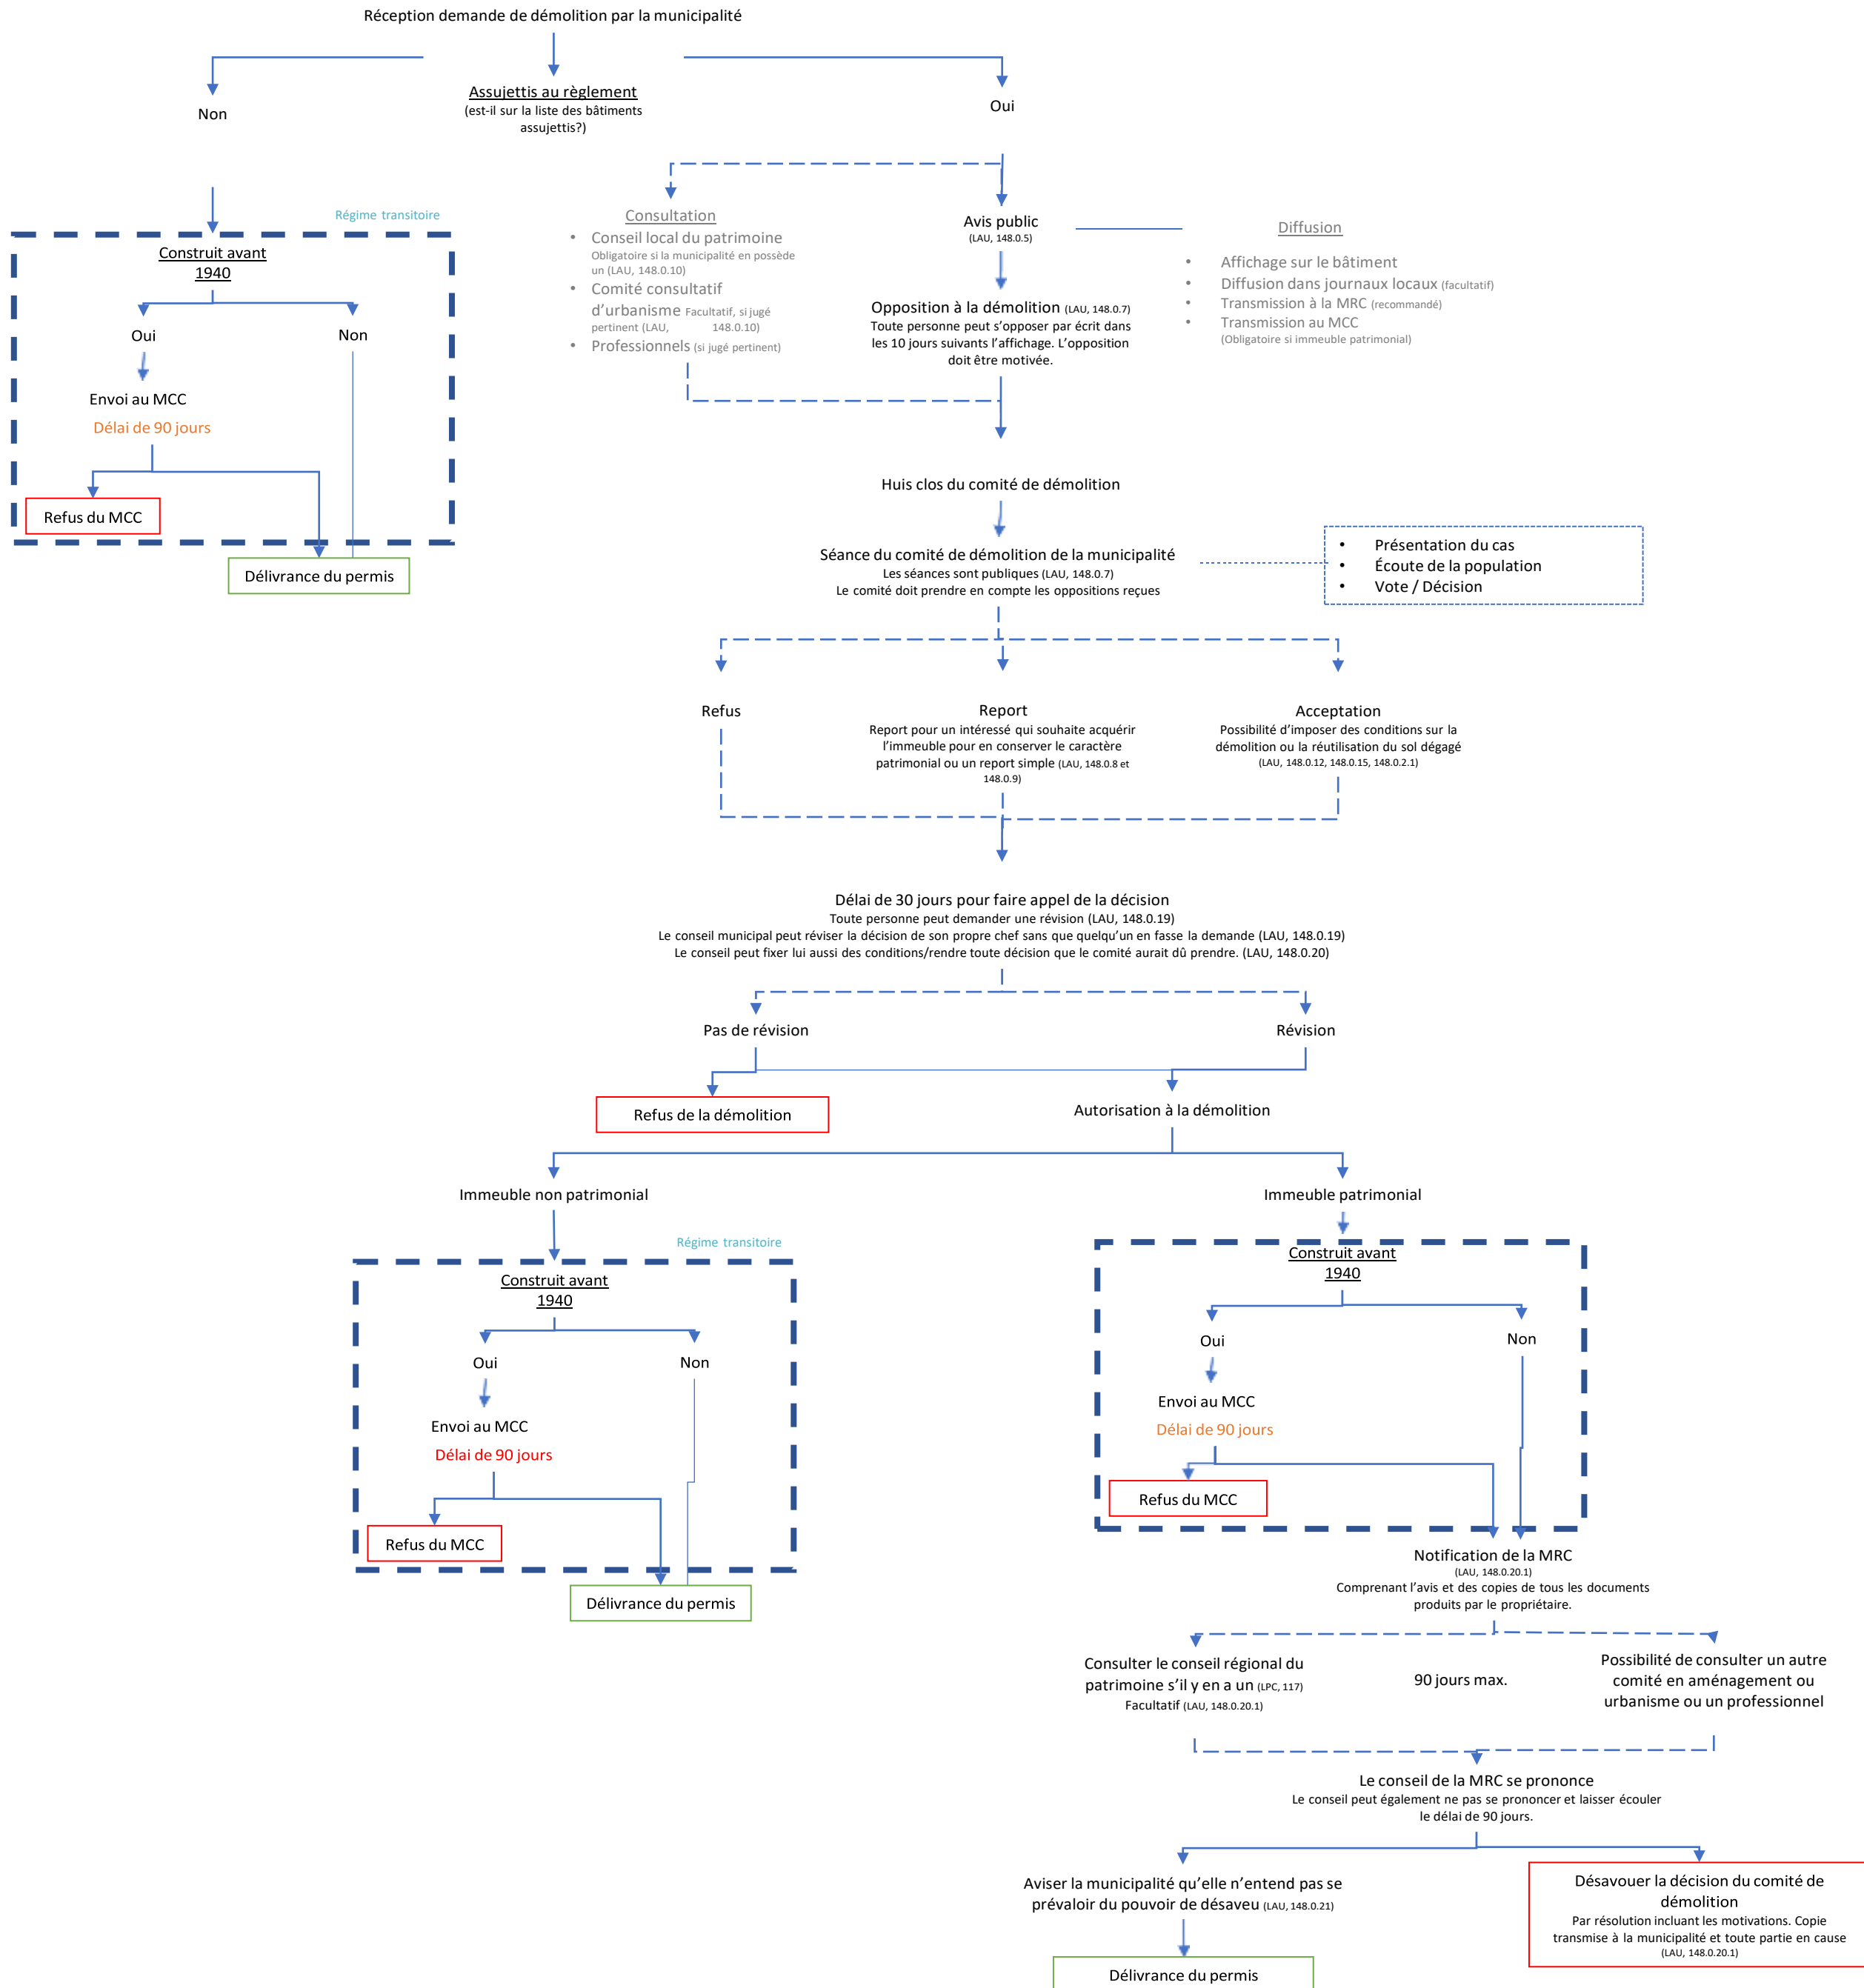 Réception demande de démolition par la municipalité
Non
Assujettis au règlement
(est-il sur la liste des bâtiments
assujettis?)
Oui
Régime transitoire
Construit avant
1940
Oui
Non
Envoi au MCC
Délai de 90 jours
Refus du MCC
Délivrance du permis
Consultation
• Conseil local du patrimoine
Obligatoire si la municipalité en possède
un (LAU, 148.0.10)
• Comité consultatif
d’urbanisme Facultatif, si jugé
pertinent (LAU, 148.0.10)
• Professionnels (si jugé pertinent)
Avis public
(LAU, 148.0.5)
Opposition à la démolition (LAU, 148.0.7)
Toute personne peut s’opposer par écrit dans
les 10 jours suivants l’affichage. L’opposition
doit être motivée.
Diffusion
• Affichage sur le bâtiment
• Diffusion dans journaux locaux (facultatif)
• Transmission à la MRC (recommandé)
• Transmission au MCC
(Obligatoire si immeuble patrimonial)
Huis clos du comité de démolition
Séance du comité de démolition de la municipalité
Les séances sont publiques (LAU, 148.0.7)
Le comité doit prendre en compte les oppositions reçues
• Présentation du cas
• Écoute de la population
• Vote / Décision
Refus
Report
Report pour un intéressé qui souhaite acquérir
l’immeuble pour en conserver le caractère
patrimonial ou un report simple (LAU, 148.0.8 et
148.0.9)
Acceptation
Possibilité d’imposer des conditions sur la
démolition ou la réutilisation du sol dégagé
(LAU, 148.0.12, 148.0.15, 148.0.2.1)
Délai de 30 jours pour faire appel de la décision
Toute personne peut demander une révision (LAU, 148.0.19)
Le conseil municipal peut réviser la décision de son propre chef sans que quelqu’un en fasse la demande (LAU, 148.0.19)
Le conseil peut fixer lui aussi des conditions/rendre toute décision que le comité aurait dû prendre. (LAU, 148.0.20)
Pas de révision
Révision
Refus de la démolition
Autorisation à la démolition
Immeuble non patrimonial
Immeuble patrimonial
Régime transitoire
Construit avant
1940
Oui
Non
Envoi au MCC
Délai de 90 jours
Refus du MCC
Délivrance du permis
Construit avant
1940
Oui
Non
Envoi au MCC
Délai de 90 jours
Refus du MCC
Notification de la MRC
(LAU, 148.0.20.1)
Comprenant l’avis et des copies de tous les documents
produits par le propriétaire.
Consulter le conseil régional du
patrimoine s’il y en a un (LPC, 117)
Facultatif (LAU, 148.0.20.1)
90 jours max.
Possibilité de consulter un autre
comité en aménagement ou
urbanisme ou un professionnel
Le conseil de la MRC se prononce
Le conseil peut également ne pas se prononcer et laisser écouler
le délai de 90 jours.
Aviser la municipalité qu’elle n’entend pas se
prévaloir du pouvoir de désaveu (LAU, 148.0.21)
Délivrance du permis
Désavouer la décision du comité de
démolition
Par résolution incluant les motivations. Copie
transmise à la municipalité et toute partie en cause
(LAU, 148.0.20.1)